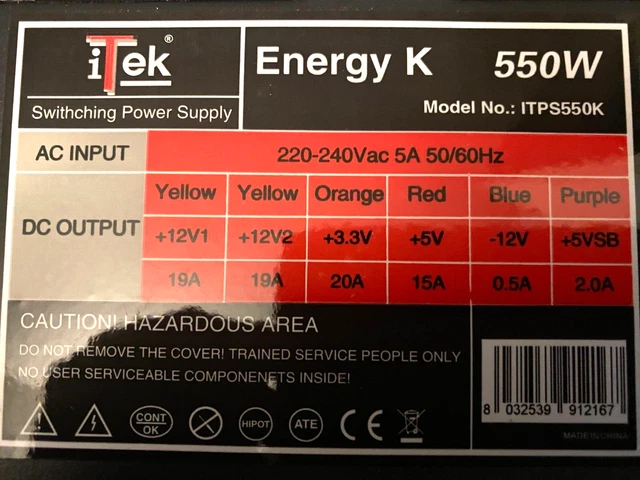 iTek®
Swithching Power Supply
Energy K 550W
Model No.: ITPS550K
AC INPUT 220-240Vac 5A 50/60Hz
DC OUTPUT
Yellow Yellow Orange Red Blue Purple
+12V1 +12V2 +3.3V +5V -12V +5VSB
19A 19A 20A 15A 0.5A 2.0A
CAUTION! HAZARDOUS AREA
DO NOT REMOVE THE COVER! TRAINED SERVICE PEOPLE ONLY
NO USER SERVICEABLE COMPONENETS INSIDE!
CONT OK
HIPOT
ATE
CE
8 032539 912167
MADE IN CHINA